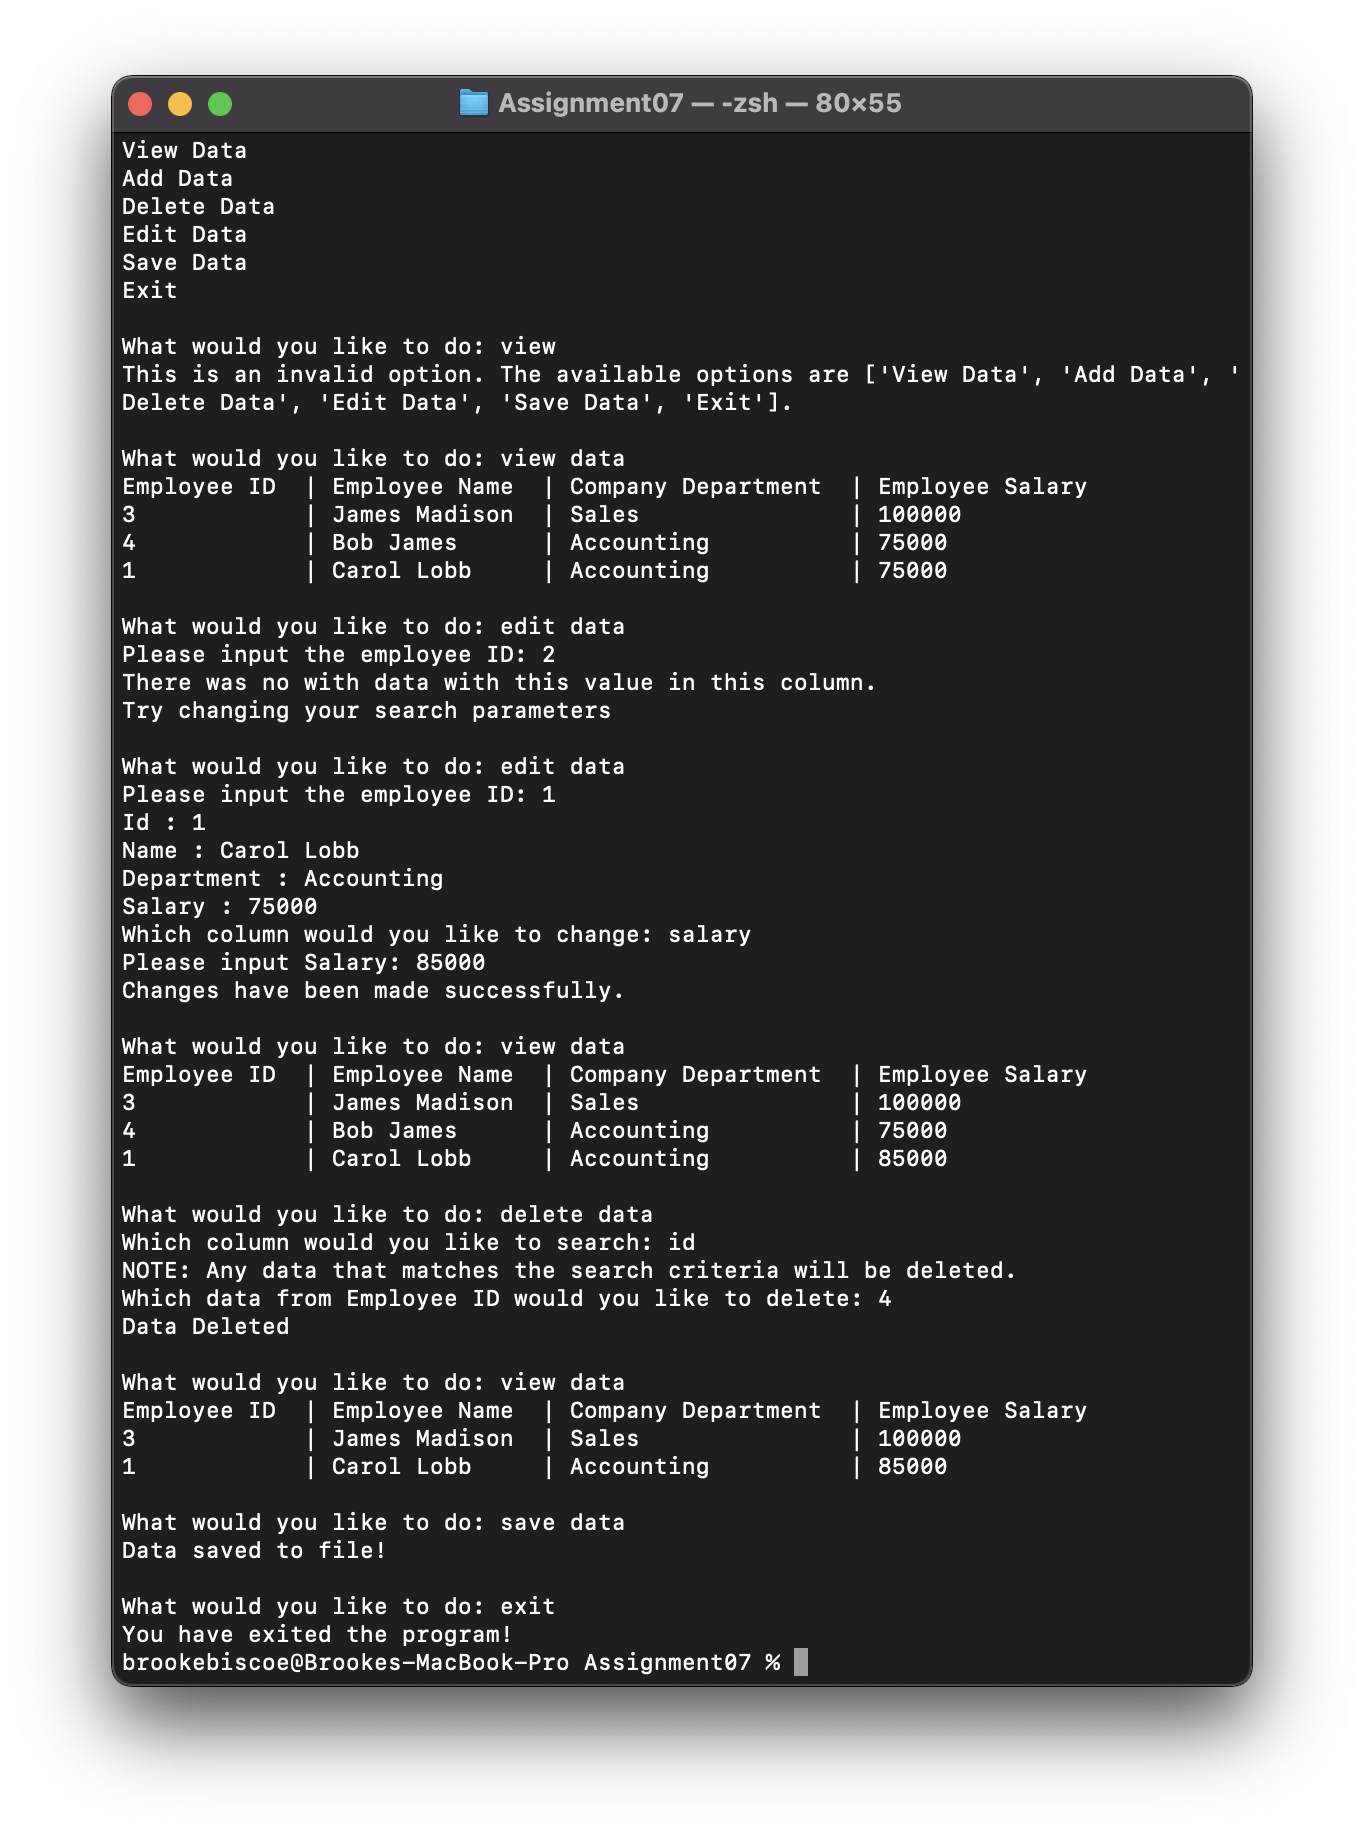 Assignment07 — -zsh — 80×55
View Data
Add Data
Delete Data
Edit Data
Save Data
Exit
What would you like to do: view
This is an invalid option. The available options are ['View Data', 'Add Data', '
Delete Data', 'Edit Data', 'Save Data', 'Exit'].
What would you like to do: view data
Employee ID  | Employee Name  | Company Department  | Employee Salary
3            | James Madison  | Sales               | 100000
4            | Bob James      | Accounting          | 75000
1            | Carol Lobb     | Accounting          | 75000
What would you like to do: edit data
Please input the employee ID: 2
There was no with data with this value in this column.
Try changing your search parameters
What would you like to do: edit data
Please input the employee ID: 1
Id : 1
Name : Carol Lobb
Department : Accounting
Salary : 75000
Which column would you like to change: salary
Please input Salary: 85000
Changes have been made successfully.
What would you like to do: view data
Employee ID  | Employee Name  | Company Department  | Employee Salary
3            | James Madison  | Sales               | 100000
4            | Bob James      | Accounting          | 75000
1            | Carol Lobb     | Accounting          | 85000
What would you like to do: delete data
Which column would you like to search: id
NOTE: Any data that matches the search criteria will be deleted.
Which data from Employee ID would you like to delete: 4
Data Deleted
What would you like to do: view data
Employee ID  | Employee Name  | Company Department  | Employee Salary
3            | James Madison  | Sales               | 100000
1            | Carol Lobb     | Accounting          | 85000
What would you like to do: save data
Data saved to file!
What would you like to do: exit
You have exited the program!
brookebiscoe@Brookes-MacBook-Pro Assignment07 %